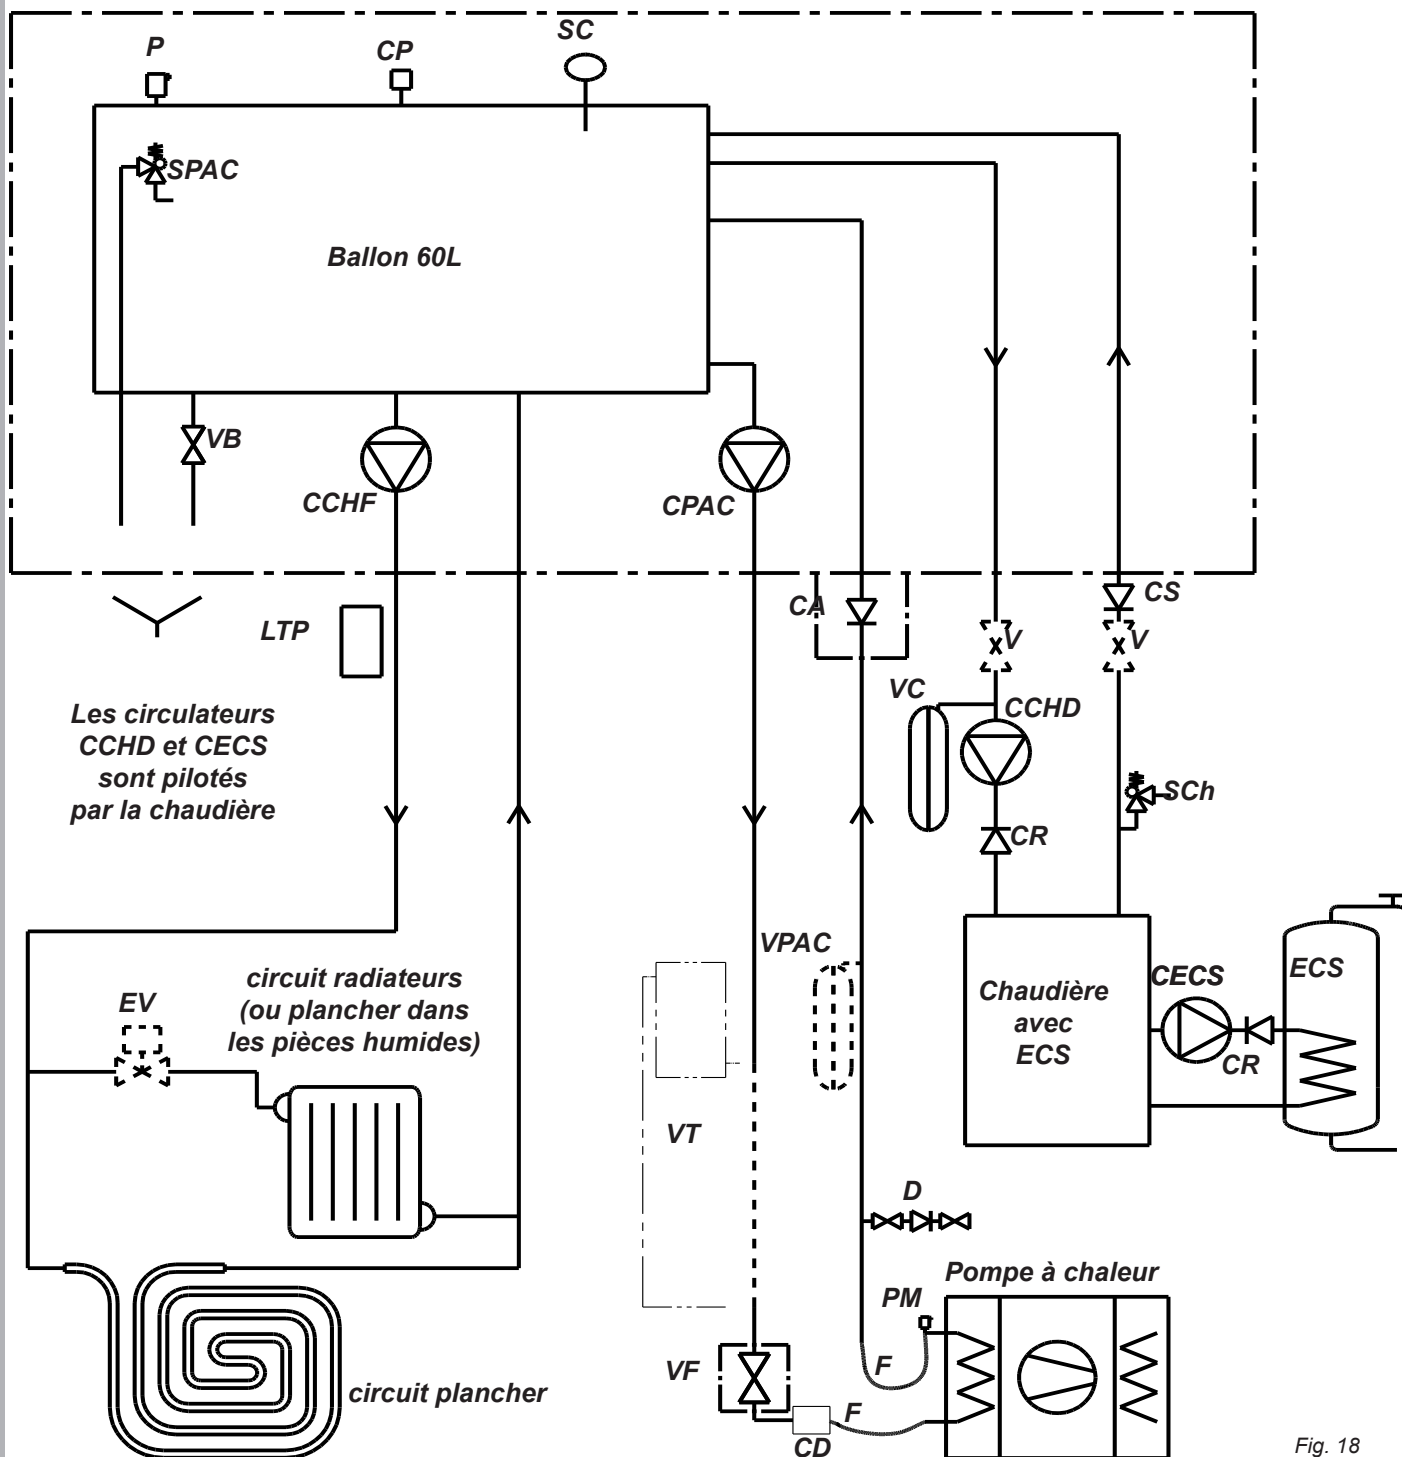 P
CP
SC
SPAC
Ballon 60L
VB
CCHF
CPAC
CA
CS
LTP
V
V
VC
CCHD
Les circulateurs
CCHD et CECS
sont pilotés
par la chaudière
SCh
CR
VPAC
circuit radiateurs
(ou plancher dans
les pièces humides)
EV
Chaudière
avec
ECS
CECS
ECS
CR
VT
D
Pompe à chaleur
PM
VF
F
circuit plancher
F
CD
Fig. 18